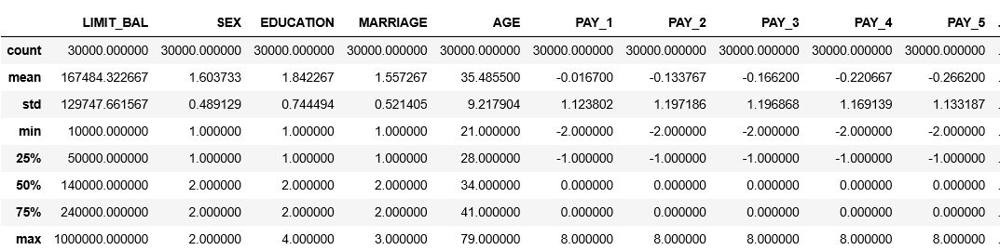 LIMIT_BAL SEX EDUCATION MARRIAGE AGE PAY_1 PAY_2 PAY_3 PAY_4 PAY_5 .
count 30000.000000 30000.000000 30000.000000 30000.000000 30000.000000 30000.000000 30000.000000 30000.000000 30000.000000 30000.000000 .
mean 167484.322667 1.603733 1.842267 1.557267 35.485500 -0.016700 -0.133767 -0.166200 -0.220667 -0.266200 .
std 129747.661567 0.489129 0.744494 0.521405 9.217904 1.123802 1.197186 1.196868 1.169139 1.133187 .
min 10000.000000 1.000000 1.000000 1.000000 21.000000 -2.000000 -2.000000 -2.000000 -2.000000 -2.000000 .
25% 50000.000000 1.000000 1.000000 1.000000 28.000000 -1.000000 -1.000000 -1.000000 -1.000000 -1.000000 .
50% 140000.000000 2.000000 2.000000 2.000000 34.000000 0.000000 0.000000 0.000000 0.000000 0.000000 .
75% 240000.000000 2.000000 2.000000 2.000000 41.000000 0.000000 0.000000 0.000000 0.000000 0.000000 .
max 1000000.000000 2.000000 4.000000 3.000000 79.000000 8.000000 8.000000 8.000000 8.000000 8.000000 .